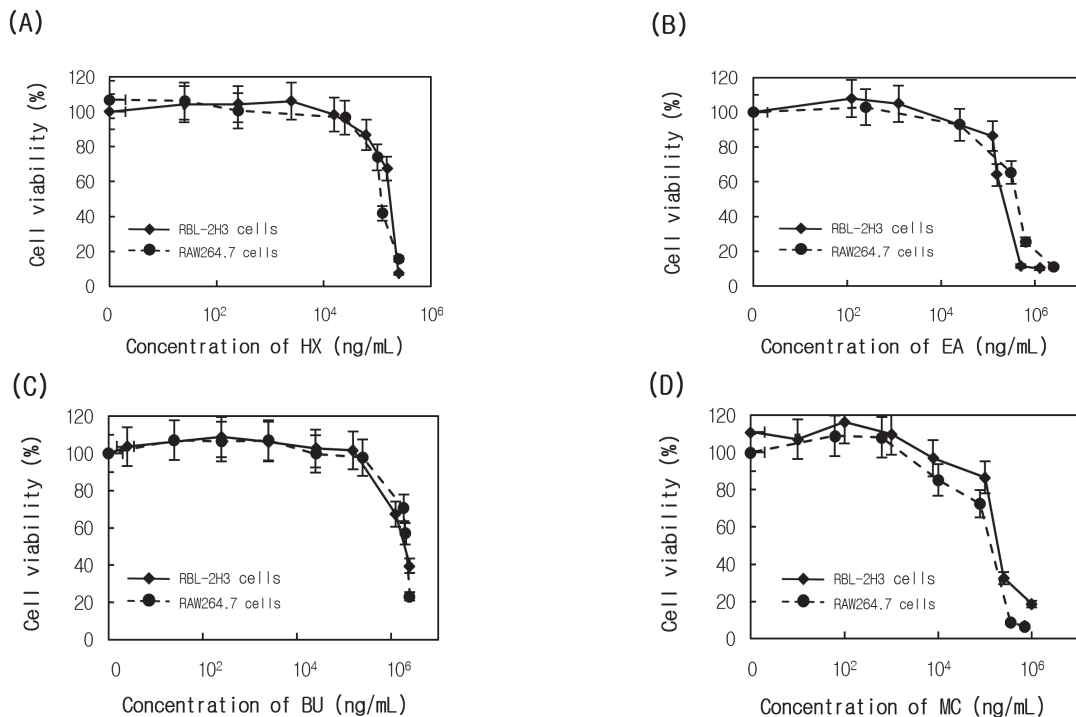 (A)
Cell viability (%)
120
100
80
60
40
20
0
RBL-2H3 cells
RAW264.7 cells
0 10² 10⁴ 10⁶
Concentration of HX (ng/mL)
(B)
Cell viability (%)
120
100
80
60
40
20
0
RBL-2H3 cells
RAW264.7 cells
0 10² 10⁴ 10⁶
Concentration of EA (ng/mL)
(C)
Cell viability (%)
120
100
80
60
40
20
0
RBL-2H3 cells
RAW264.7 cells
0 10² 10⁴ 10⁶
Concentration of BU (ng/mL)
(D)
Cell viability (%)
120
100
80
60
40
20
0
RBL-2H3 cells
RAW264.7 cells
0 10² 10⁴ 10⁶
Concentration of MC (ng/mL)